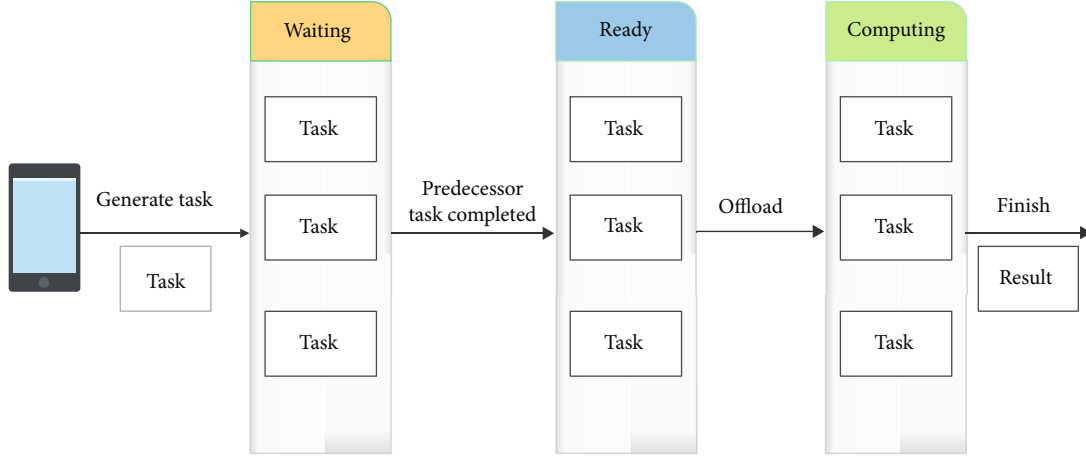 Waiting
Ready
Computing
Task
Task
Task
Generate task
Predecessor
task completed
Offload
Finish
Task
Task
Task
Task
Result
Task
Task
Task